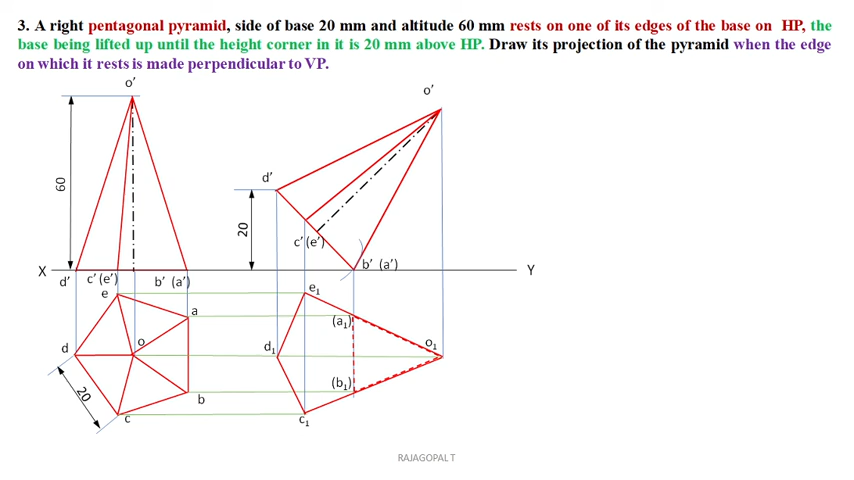 3. A right pentagonal pyramid, side of base 20 mm and altitude 60 mm rests on one of its edges of the base on HP, the
base being lifted up until the height corner in it is 20 mm above HP. Draw its projection of the pyramid when the edge
on which it rests is made perpendicular to VP.
o’
o’
60
d’
20
c’ (e’)
b’ (a’)
X
Y
d’
c’ (e’)
b’ (a’)
e
e1
a
(a1)
o
o1
d
d1
20
b
(b1)
c
c1
RAJAGOPAL T